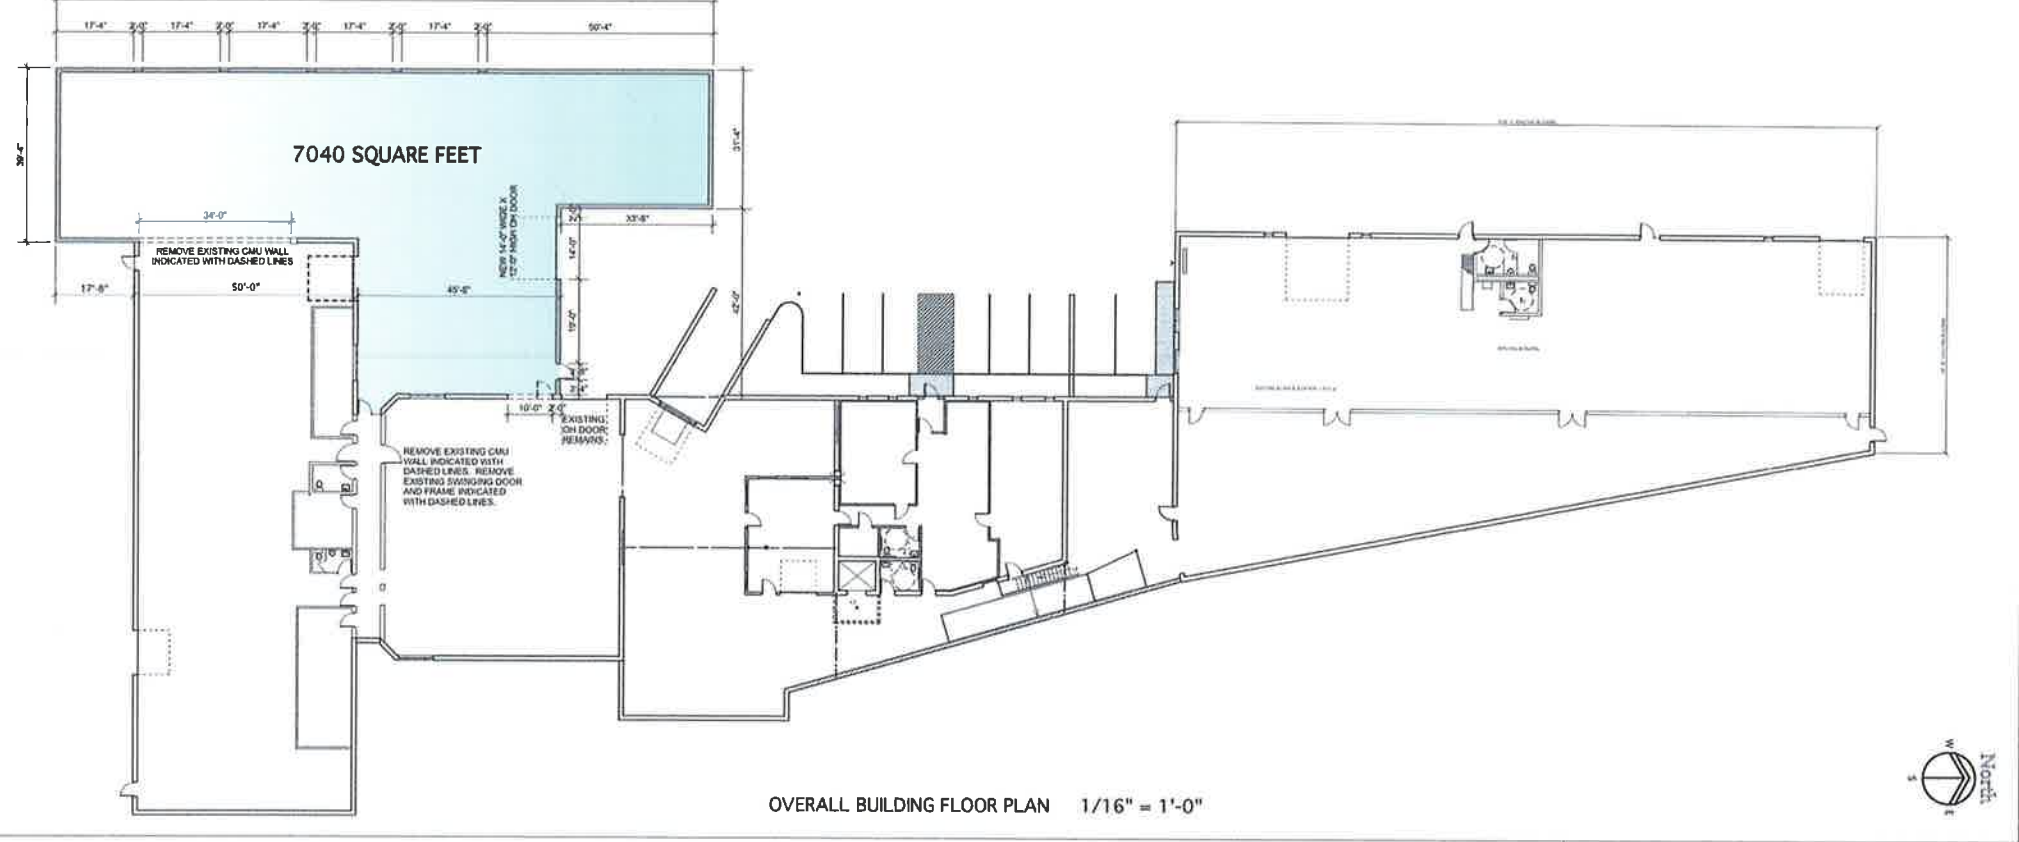 17'-4" 2'-0" 17'-4" 2'-0" 17'-4" 2'-0" 17'-4" 2'-0" 17'-4" 2'-0" 50'-4"
39'-4"
7040 SQUARE FEET
31'-4"
34'-0"
REMOVE EXISTING CMU WALL
INDICATED WITH DASHED LINES
NEW 14'-0" WIDE X
12'-0" HIGH OH DOOR
2'-0"
33'-8"
14'-0"
17'-8"
50'-0"
45'-8"
19'-0"
42'-0"
10'-0" 2'-0"
EXISTING
OH DOOR
REMAINS.
REMOVE EXISTING CMU
WALL INDICATED WITH
DASHED LINES. REMOVE
EXISTING SWINGING DOOR
AND FRAME INDICATED
WITH DASHED LINES.
OVERALL BUILDING FLOOR PLAN 1/16" = 1'-0"
W
S
E
North